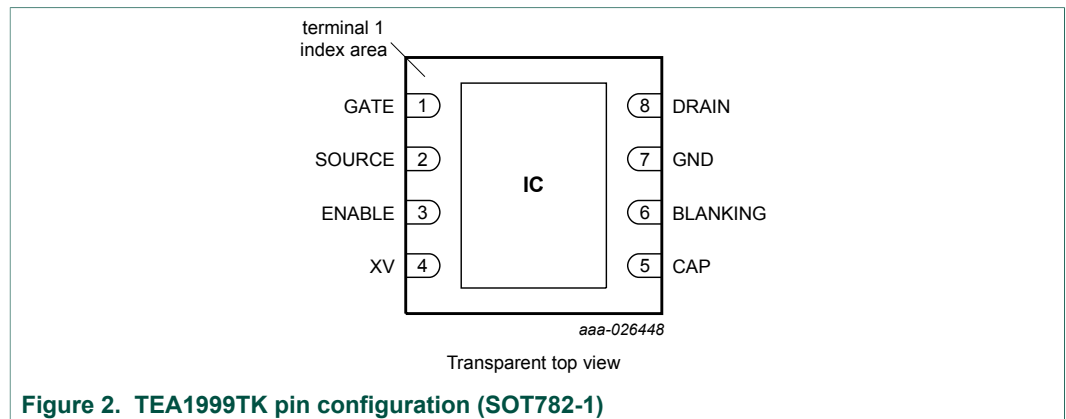 terminal 1
index area
GATE 1 8 DRAIN
SOURCE 2 7 GND
IC
ENABLE 3 6 BLANKING
XV 4 5 CAP
aaa-026448
Transparent top view
Figure 2. TEA1999TK pin configuration (SOT782-1)